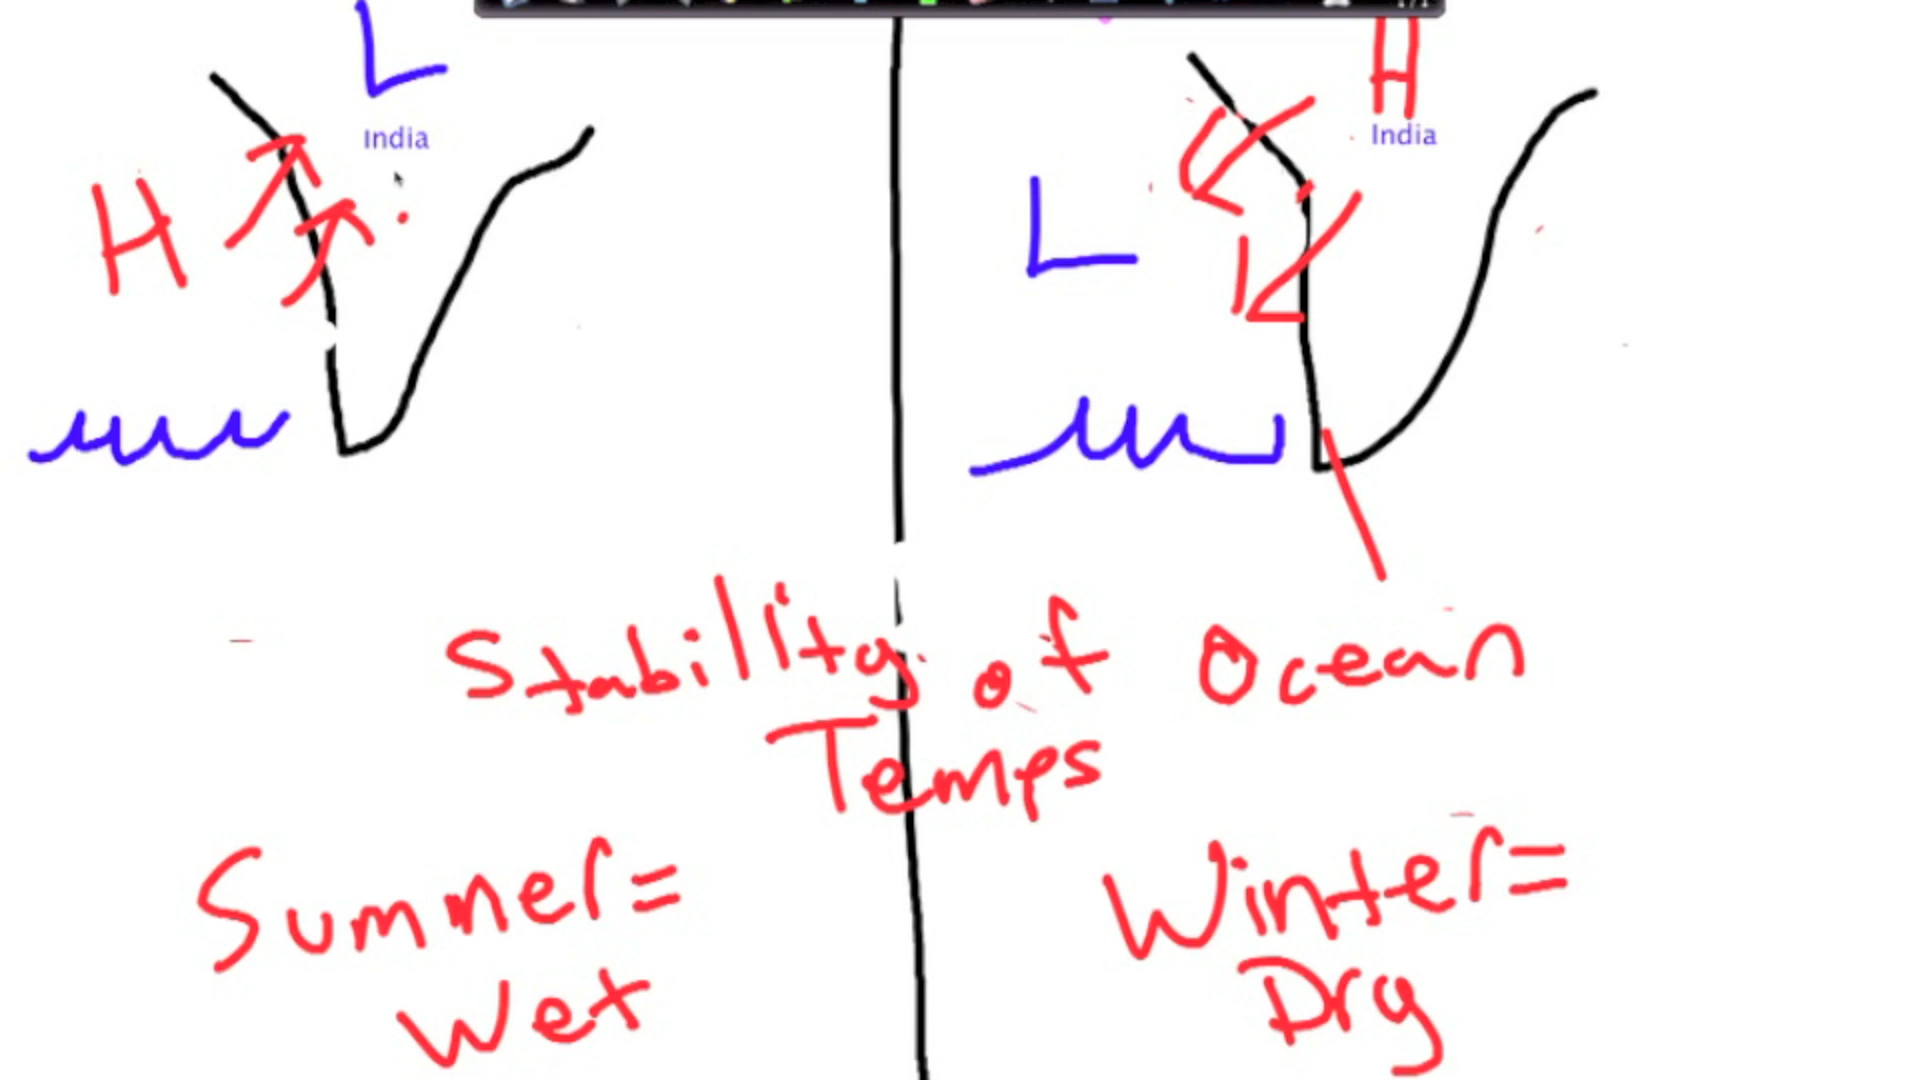 L
H
India
India
H
L
Stability of Ocean
Temps
Summer=
Wet
Winter=
Dry